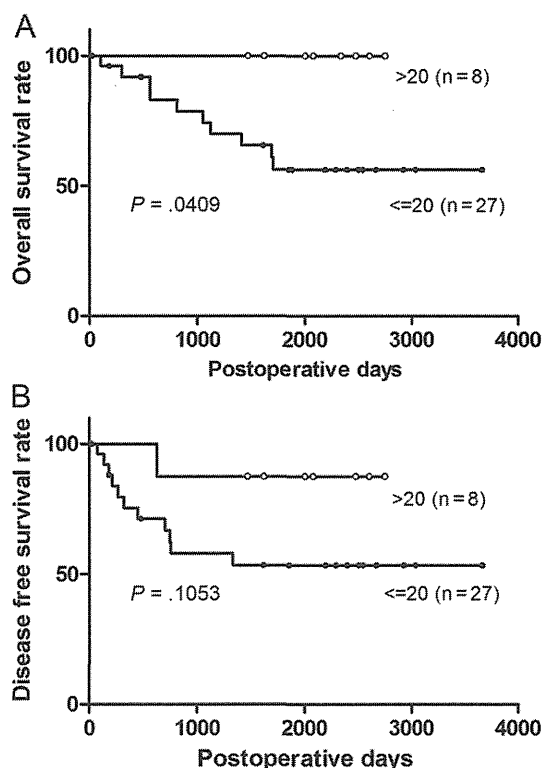 A
Overall survival rate
100
50
0
>20 (n=8)
P = .0409
<=20 (n=27)
0 1000 2000 3000 4000
Postoperative days
B
Disease free survival rate
100
50
0
>20 (n=8)
P = .1053
<=20 (n=27)
0 1000 2000 3000 4000
Postoperative days